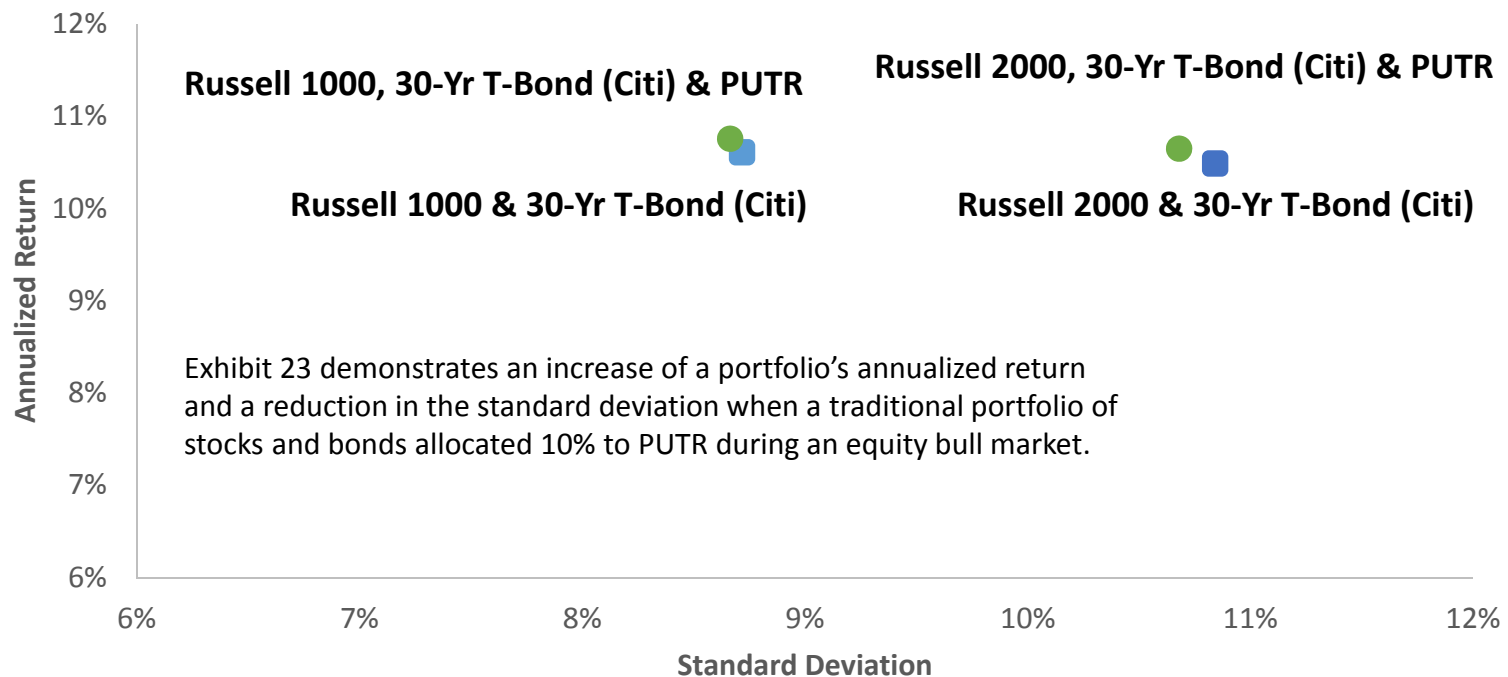 12%
Russell 1000, 30-Yr T-Bond (Citi) & PUTR
Russell 2000, 30-Yr T-Bond (Citi) & PUTR
11%
Russell 1000 & 30-Yr T-Bond (Citi)
Russell 2000 & 30-Yr T-Bond (Citi)
10%
Annualized Return
9%
Exhibit 23 demonstrates an increase of a portfolio’s annualized return
8%
and a reduction in the standard deviation when a traditional portfolio of
stocks and bonds allocated 10% to PUTR during an equity bull market.
7%
6%
6% 7% 8% 9% 10% 11% 12%
Standard Deviation